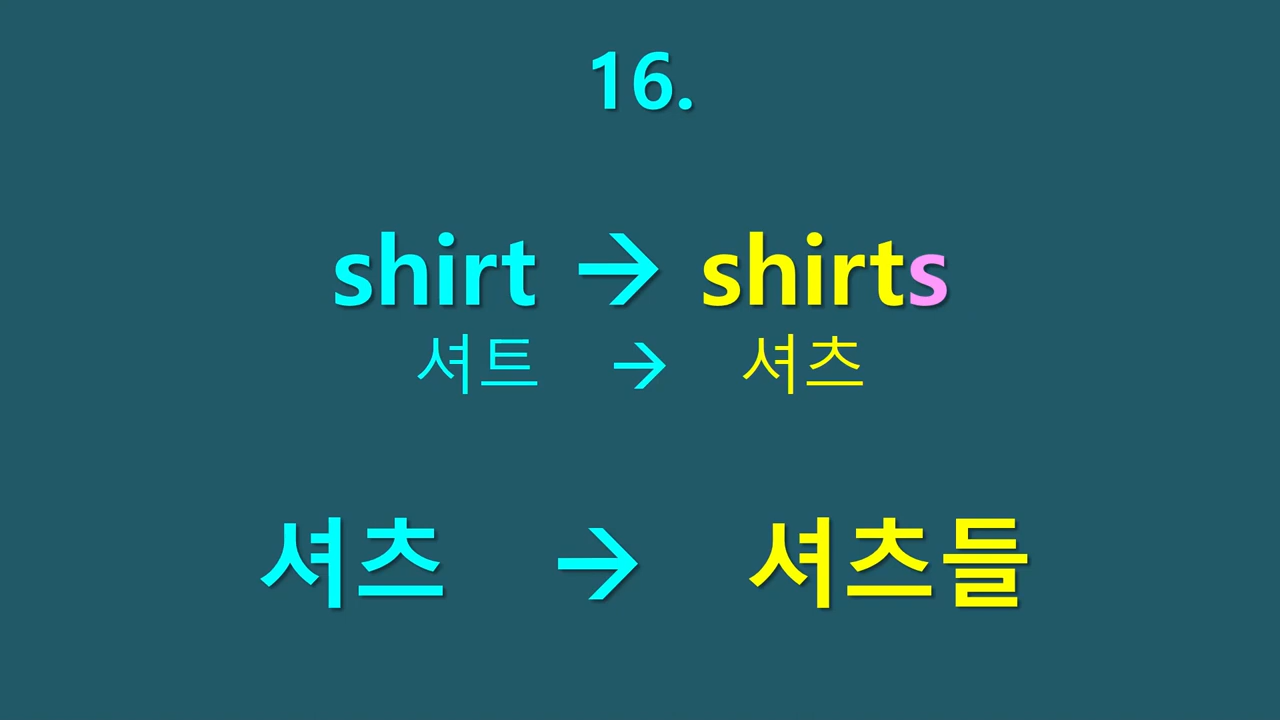 16.
shirt → shirts
셔트 → 셔츠
셔츠 → 셔츠들